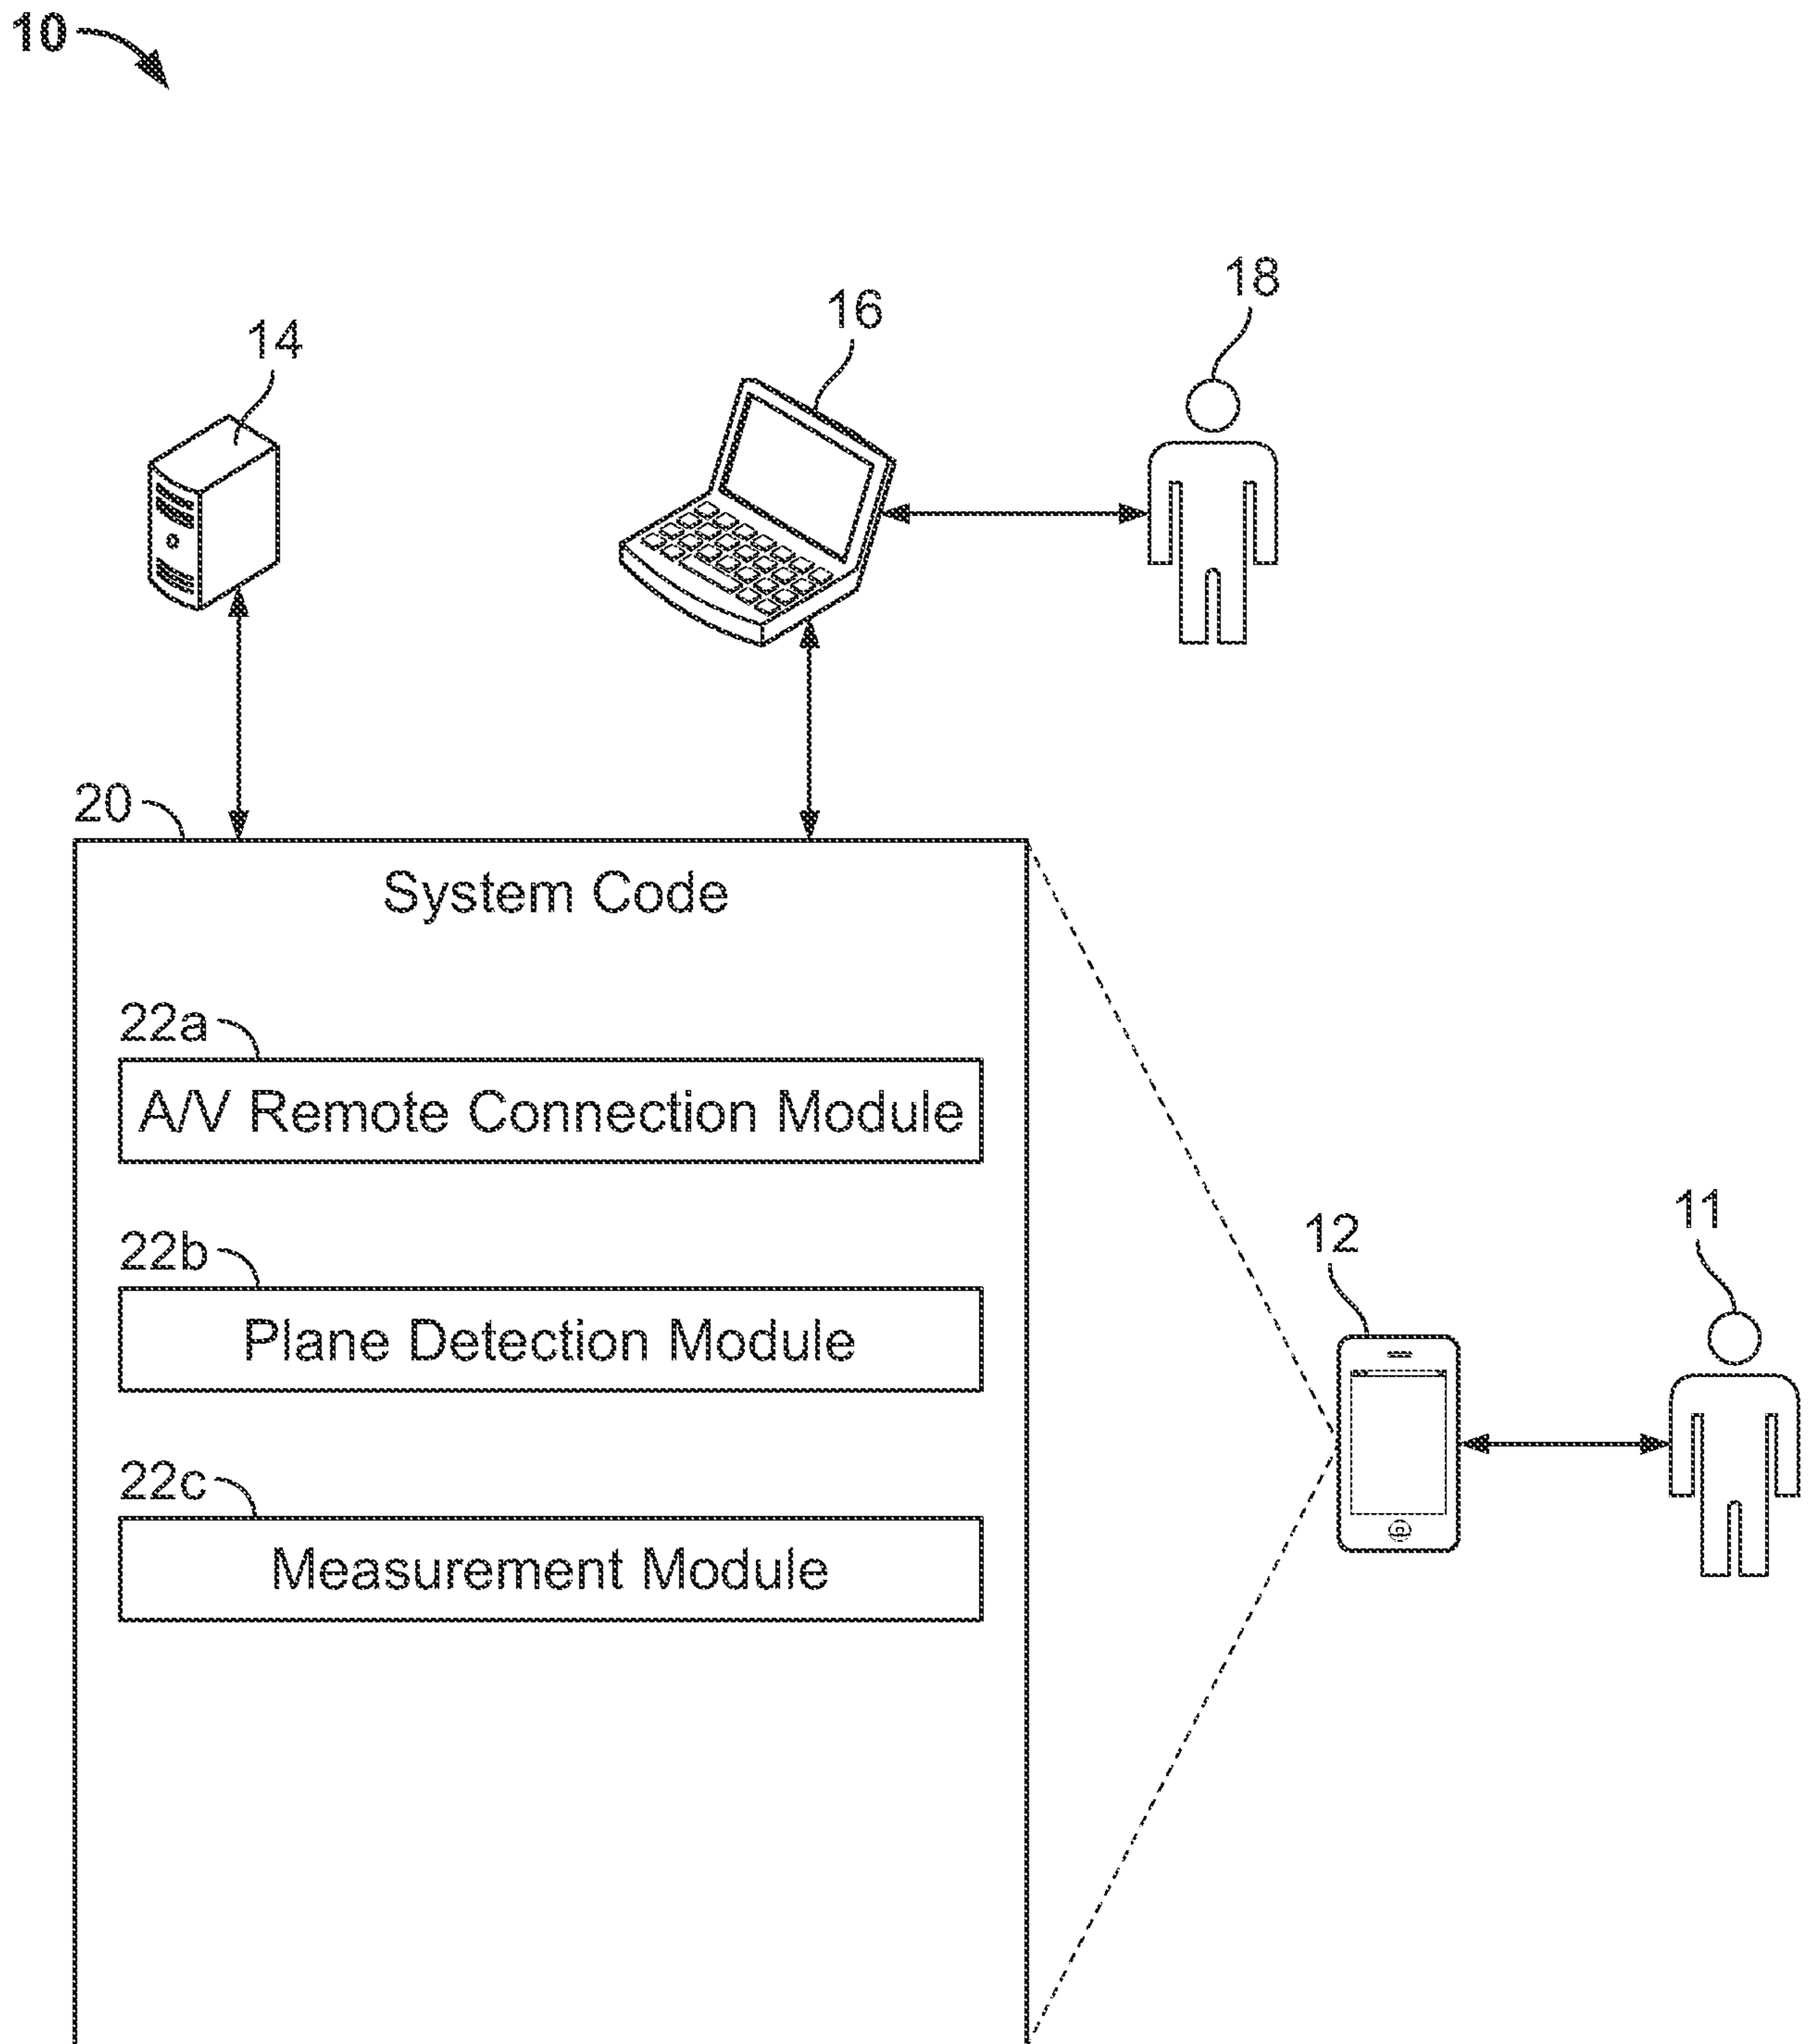 10
18
16
14
20
System Code
22a
A/V Remote Connection Module
22b
Plane Detection Module
12
11
22c
Measurement Module